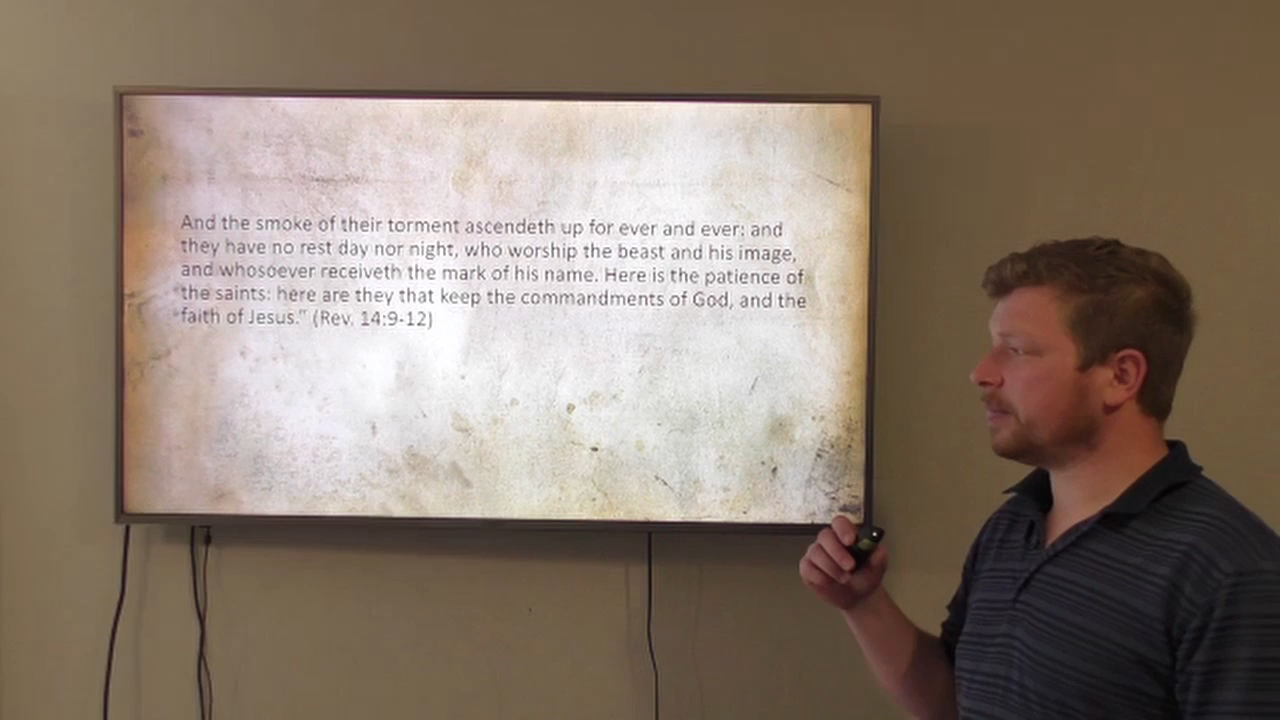 And the smoke of their torment ascendeth up for ever and ever: and
they have no rest day nor night, who worship the beast and his image,
and whosoever receiveth the mark of his name. Here is the patience of
the saints: here are they that keep the commandments of God, and the
faith of Jesus.” (Rev. 14:9-12)